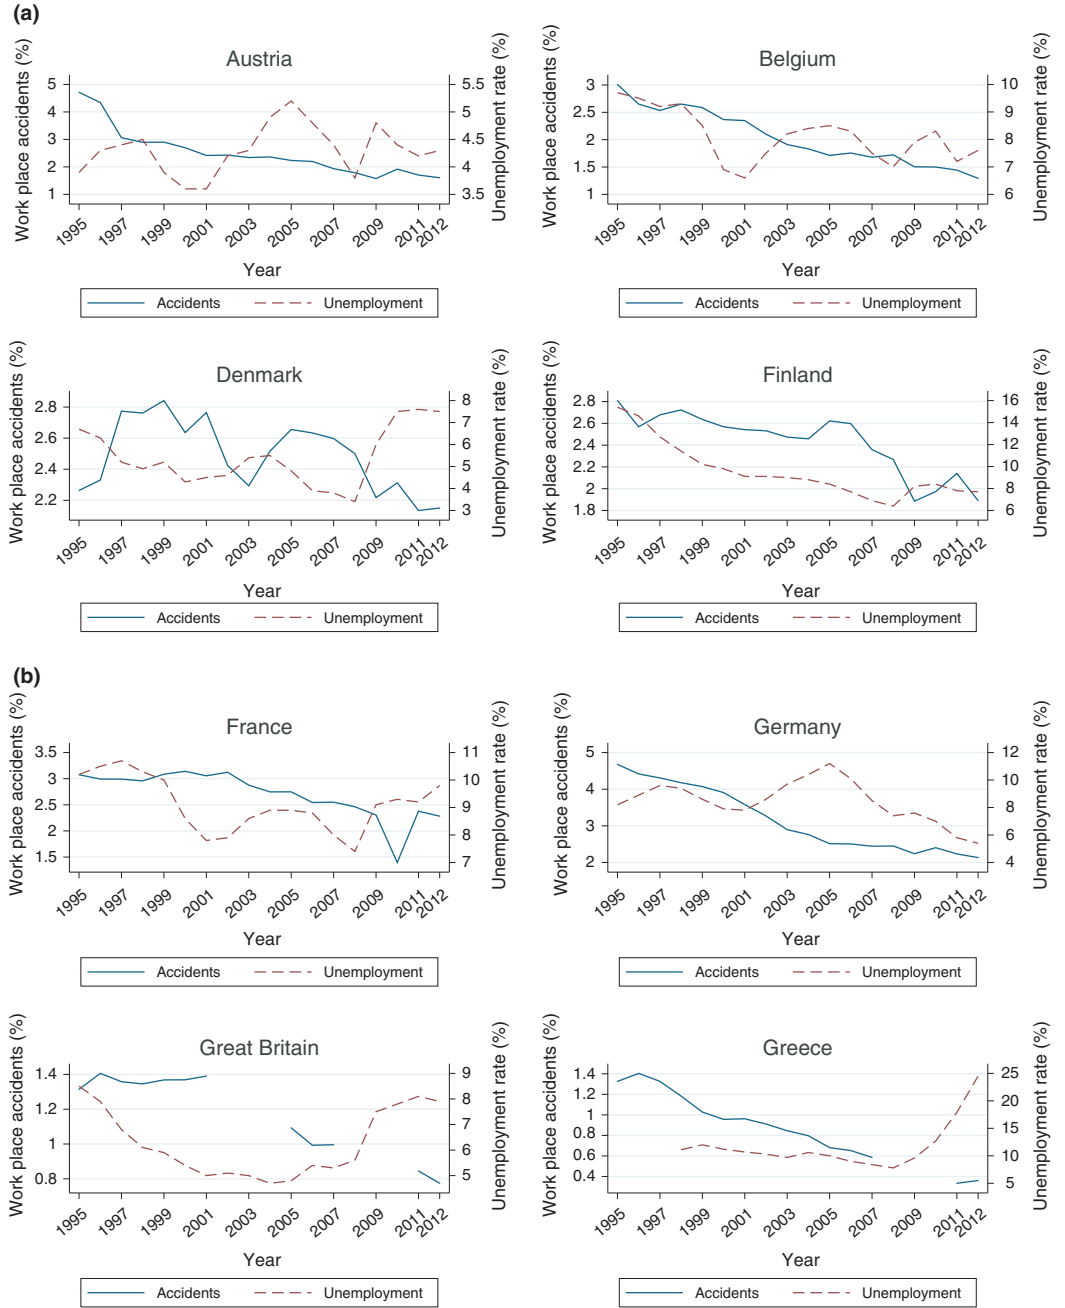 (a)
Austria
Work place accidents (%)
5
4
3
2
1
Unemployment rate (%)
5.5
5
4.5
4
3.5
1995 1997 1999 2001 2003 2005 2007 2009 2011 2012
Year
Accidents Unemployment
Belgium
Work place accidents (%)
3
2.5
2
1.5
1
Unemployment rate (%)
10
9
8
7
6
1995 1997 1999 2001 2003 2005 2007 2009 2011 2012
Year
Accidents Unemployment
Denmark
Work place accidents (%)
2.8
2.6
2.4
2.2
Unemployment rate (%)
8
7
6
5
4
3
1995 1997 1999 2001 2003 2005 2007 2009 2011 2012
Year
Accidents Unemployment
Finland
Work place accidents (%)
2.8
2.6
2.4
2.2
2
1.8
Unemployment rate (%)
16
14
12
10
8
6
1995 1997 1999 2001 2003 2005 2007 2009 2011 2012
Year
Accidents Unemployment
(b)
France
Work place accidents (%)
3.5
3
2.5
2
1.5
Unemployment rate (%)
11
10
9
8
7
1995 1997 1999 2001 2003 2005 2007 2009 2011 2012
Year
Accidents Unemployment
Germany
Work place accidents (%)
5
4
3
2
Unemployment rate (%)
12
10
8
6
4
1995 1997 1999 2001 2003 2005 2007 2009 2011 2012
Year
Accidents Unemployment
Great Britain
Work place accidents (%)
1.4
1.2
1
0.8
Unemployment rate (%)
9
8
7
6
5
1995 1997 1999 2001 2003 2005 2007 2009 2011 2012
Year
Accidents Unemployment
Greece
Work place accidents (%)
1.4
1.2
1
0.8
0.6
0.4
Unemployment rate (%)
25
20
15
10
5
1995 1997 1999 2001 2003 2005 2007 2009 2011 2012
Year
Accidents Unemployment